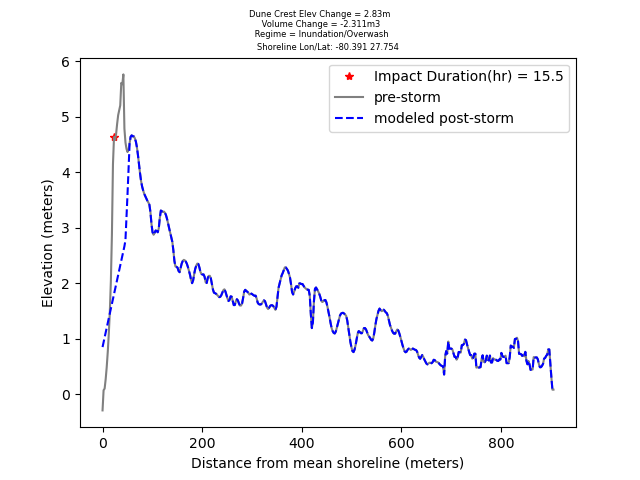 Dune Crest Elev Change = 2.83m
Volume Change = -2.311m3
Regime = Inundation/Overwash
Shoreline Lon/Lat: -80.391 27.754
Impact Duration(hr) = 15.5
pre-storm
modeled post-storm
Elevation (meters)
6
5
4
3
2
1
0
0 200 400 600 800
Distance from mean shoreline (meters)